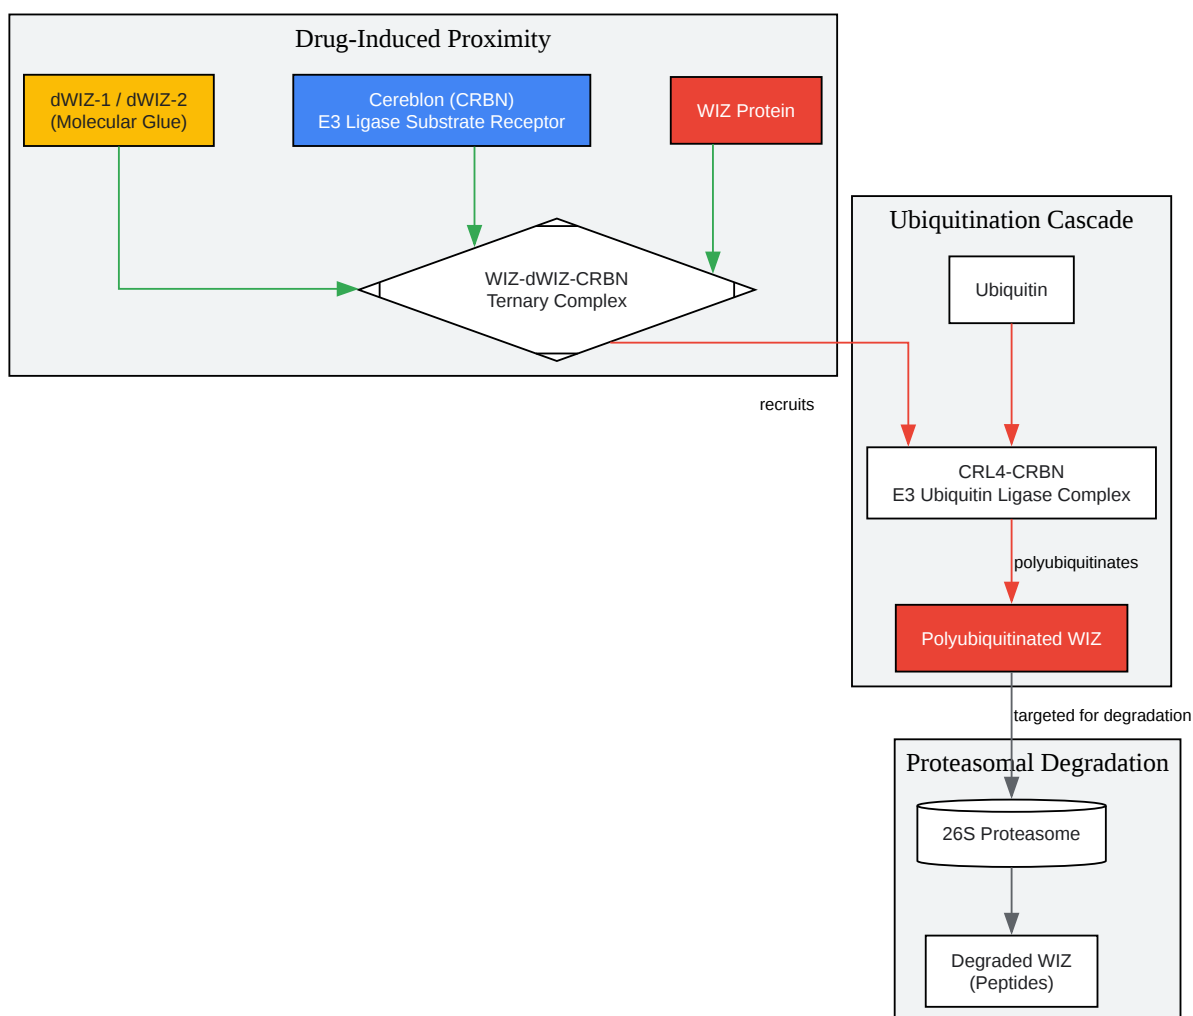 Drug-Induced Proximity
dWIZ-1 / dWIZ-2
(Molecular Glue)
Cereblon (CRBN)
E3 Ligase Substrate Receptor
WIZ Protein
WIZ-dWIZ-CRBN
Ternary Complex
recruits
Ubiquitination Cascade
Ubiquitin
CRL4-CRBN
E3 Ubiquitin Ligase Complex
polyubiquitinates
Polyubiquitinated WIZ
targeted for degradation
Proteasomal Degradation
26S Proteasome
Degraded WIZ
(Peptides)